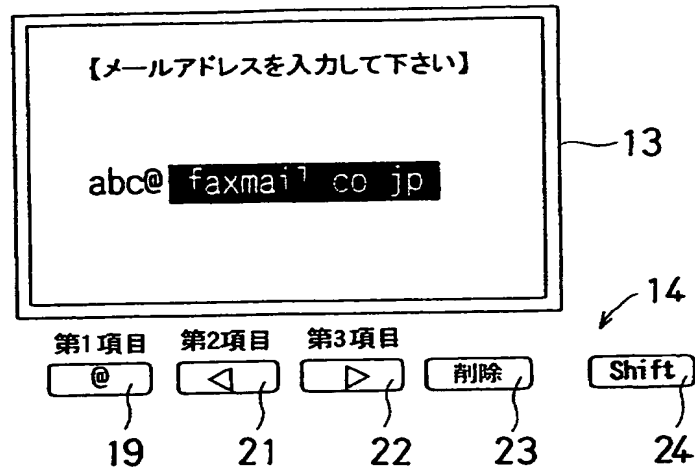 【メールアドレスを入力して下さい】
13
abc@ faxmail co jp
14
第1項目 第2項目 第3項目
@ ◁ ▷ 削除 Shift
19 21 22 23 24